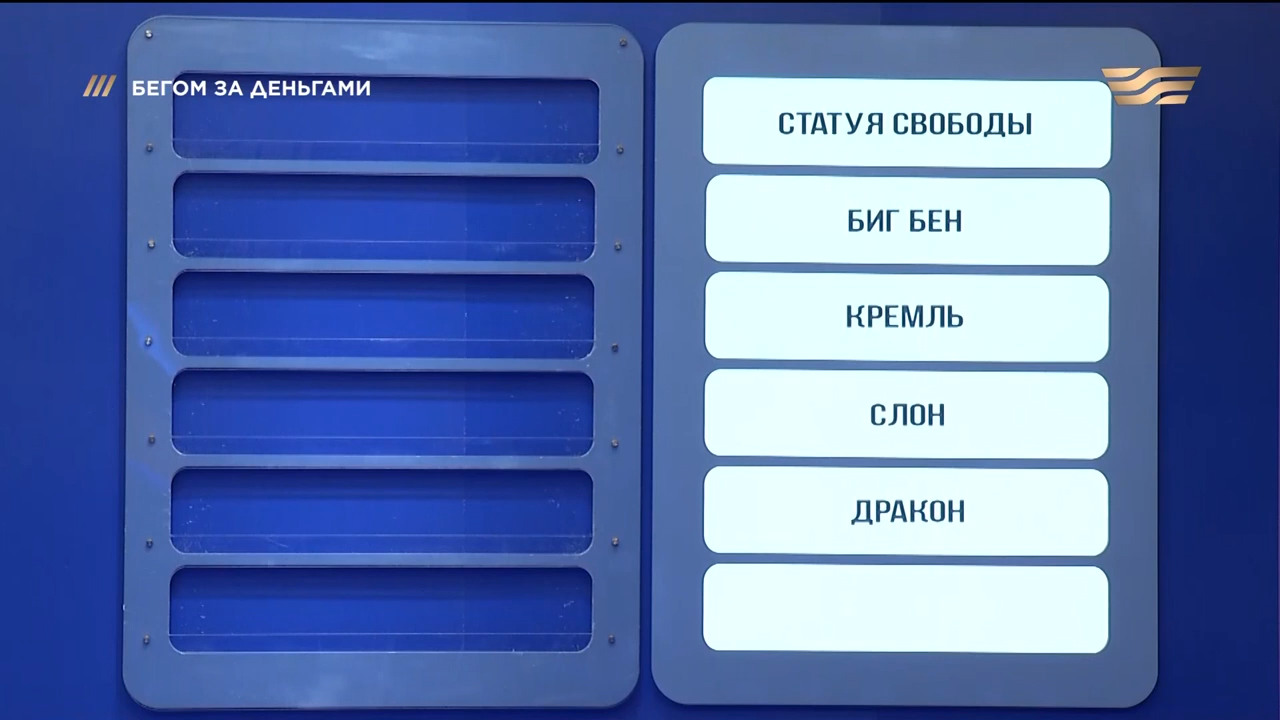 БЕГОМ ЗА ДЕНЬГАМИ
СТАТУЯ СВОБОДЫ
БИГ БЕН
КРЕМЛЬ
СЛОН
ДРАКОН